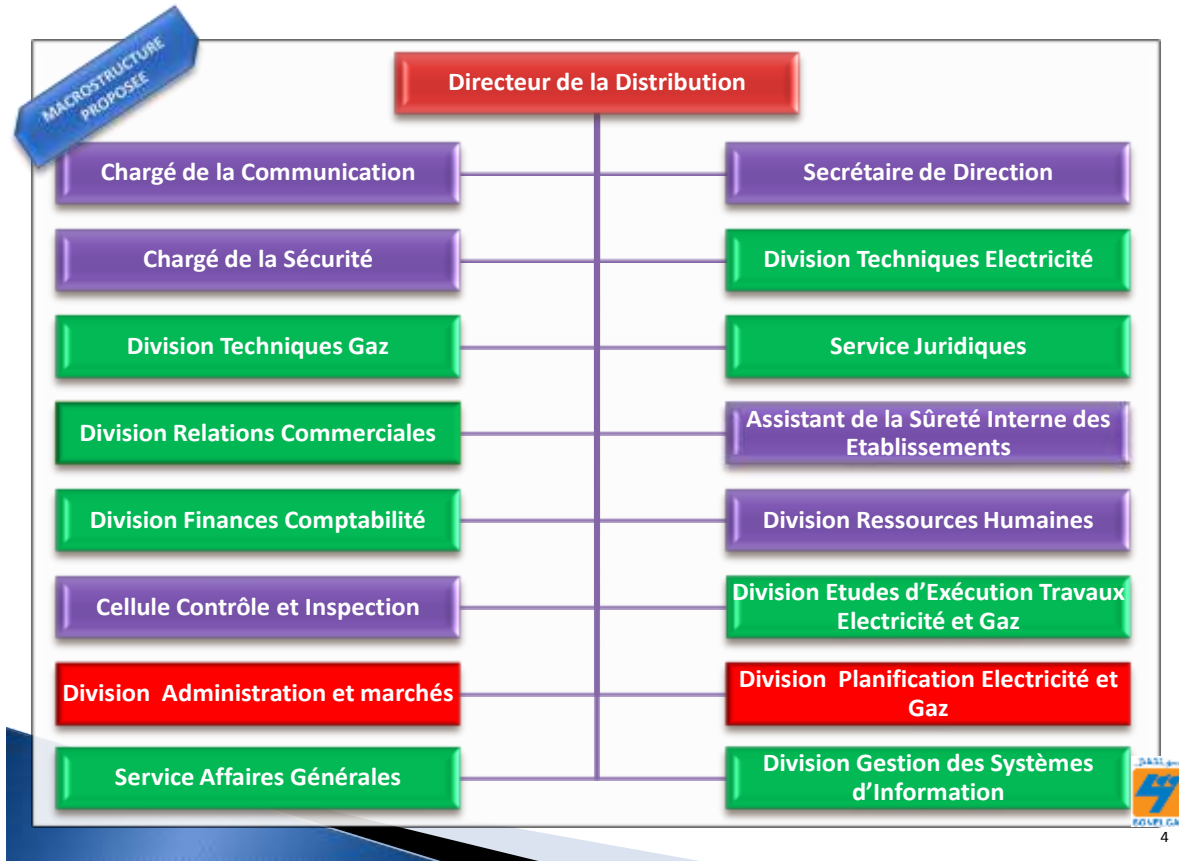 MACROSTRUCTURE
PROPOSEE
Directeur de la Distribution
Chargé de la Communication
Secrétaire de Direction
Chargé de la Sécurité
Division Techniques Electricité
Division Techniques Gaz
Service Juridiques
Division Relations Commerciales
Assistant de la Sûreté Interne des
Etablissements
Division Finances Comptabilité
Division Ressources Humaines
Cellule Contrôle et Inspection
Division Etudes d’Exécution Travaux
Electricité et Gaz
Division  Administration et marchés
Division  Planification Electricité et
Gaz
Service Affaires Générales
Division Gestion des Systèmes
d’Information
4